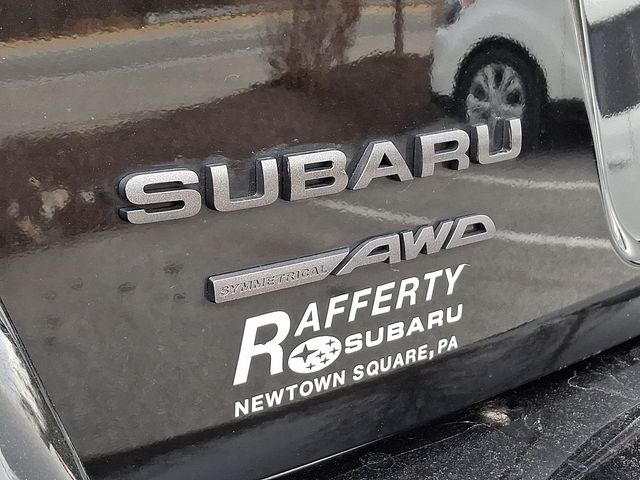 SUBARU
SYMMETRICAL AWD
RAFFERTY
SUBARU
NEWTOWN SQUARE, PA